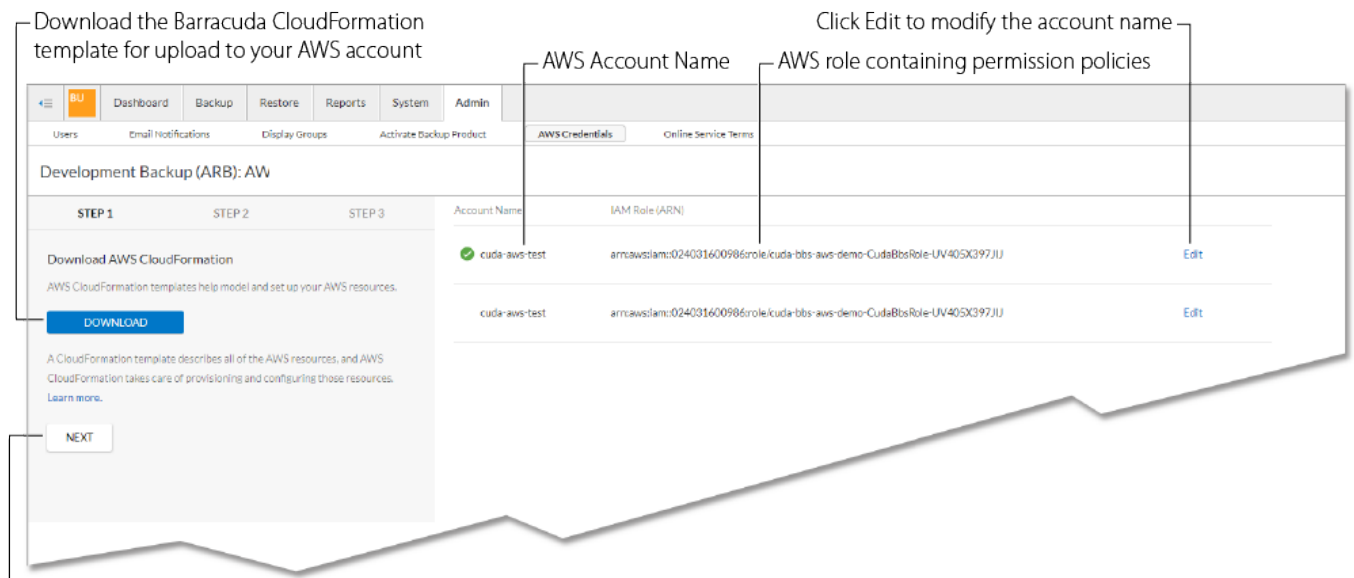 Download the Barracuda CloudFormation
template for upload to your AWS account
Click Edit to modify the account name
AWS Account Name
AWS role containing permission policies
BU
Dashboard Backup Restore Reports System Admin
Users Email Notifications Display Groups Activate Backup Product AWS Credentials Online Service Terms
Development Backup (ARB): AW
STEP 1 STEP 2 STEP 3
Account Name IAM Role (ARN)
Download AWS CloudFormation
cuda-aws-test arn:aws:iam::024031600986:role/cuda-bbs-aws-demo-CudaBbsRole-UV405X397JIJ Edit
AWS CloudFormation templates help model and set up your AWS resources.
DOWNLOAD
cuda-aws-test arn:aws:iam::024031600986:role/cuda-bbs-aws-demo-CudaBbsRole-UV405X397JIJ Edit
A CloudFormation template describes all of the AWS resources, and AWS
CloudFormation takes care of provisioning and configuring those resources.
Learn more.
NEXT